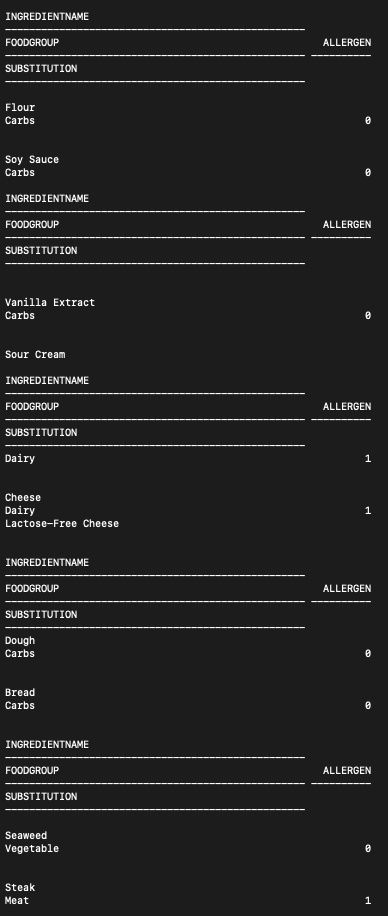 INGREDIENTNAME
FOODGROUP ALLERGEN
SUBSTITUTION
Flour
Carbs 0
Soy Sauce
Carbs 0
INGREDIENTNAME
FOODGROUP ALLERGEN
SUBSTITUTION
Vanilla Extract
Carbs 0
Sour Cream
INGREDIENTNAME
FOODGROUP ALLERGEN
SUBSTITUTION
Dairy 1
Cheese
Dairy 1
Lactose-Free Cheese
INGREDIENTNAME
FOODGROUP ALLERGEN
SUBSTITUTION
Dough
Carbs 0
Bread
Carbs 0
INGREDIENTNAME
FOODGROUP ALLERGEN
SUBSTITUTION
Seaweed
Vegetable 0
Steak
Meat 1